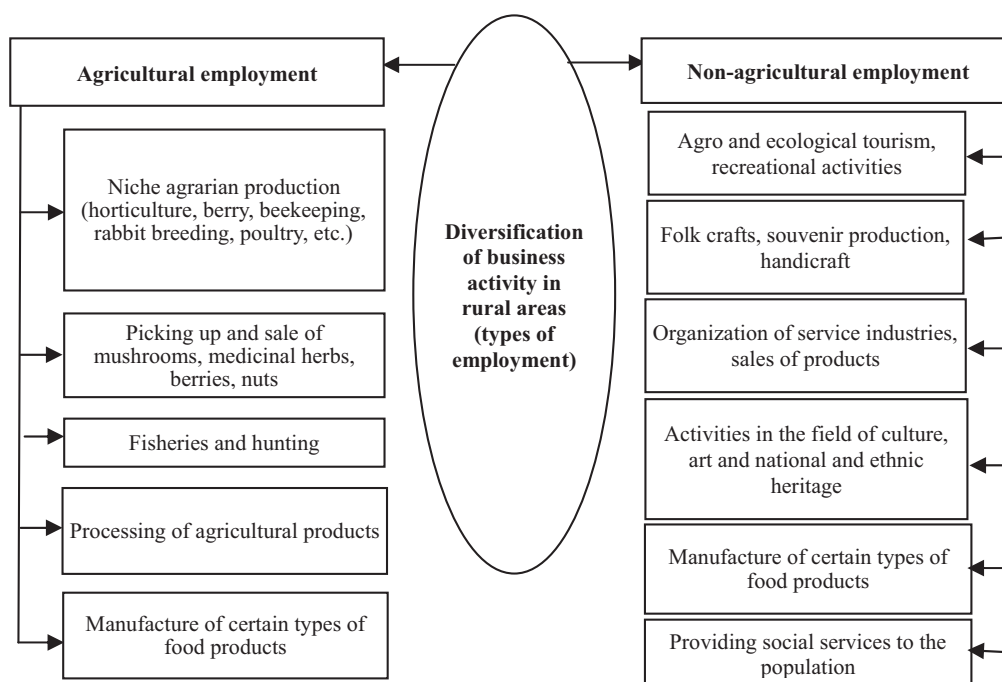 Agricultural employment
Niche agrarian production
(horticulture, berry, beekeeping,
rabbit breeding, poultry, etc.)
Picking up and sale of
mushrooms, medicinal herbs,
berries, nuts
Fisheries and hunting
Processing of agricultural products
Manufacture of certain types of
food products
Diversification
of business
activity in
rural areas
(types of
employment)
Non-agricultural employment
Agro and ecological tourism,
recreational activities
Folk crafts, souvenir production,
handicraft
Organization of service industries,
sales of products
Activities in the field of culture,
art and national and ethnic
heritage
Manufacture of certain types of
food products
Providing social services to the
population